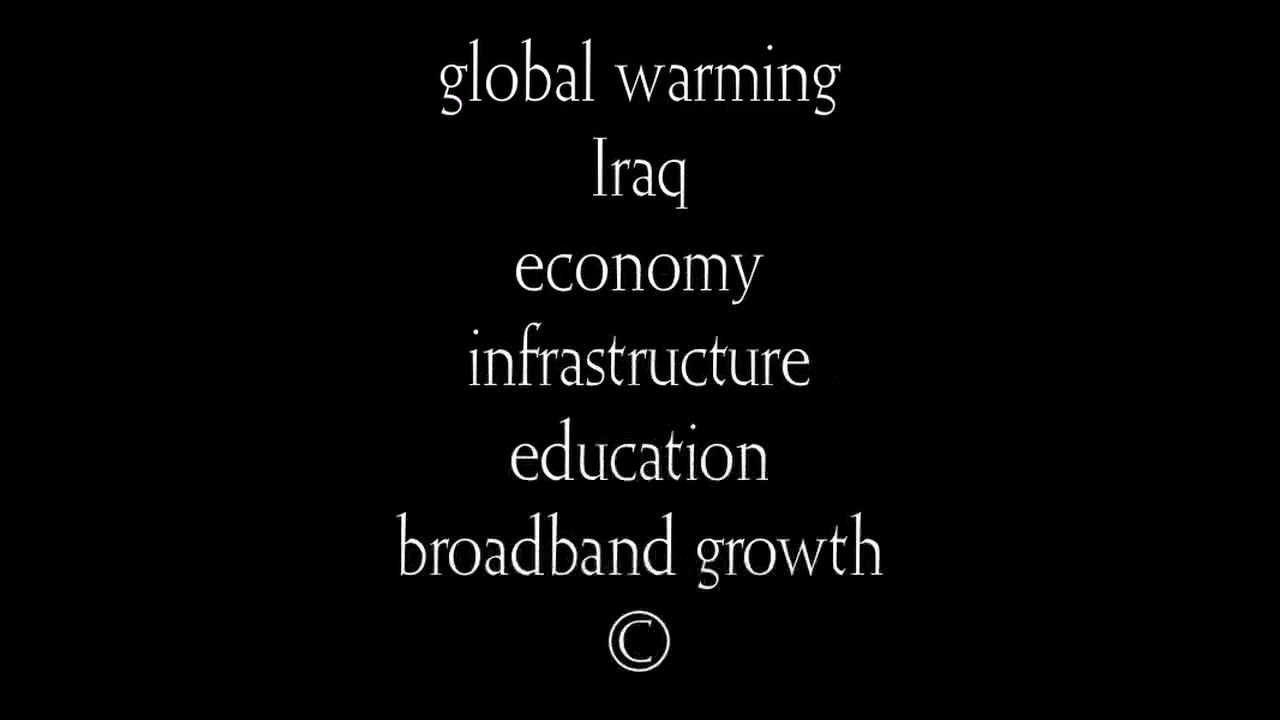 global warming
Iraq
economy
infrastructure
education
broadband growth
©